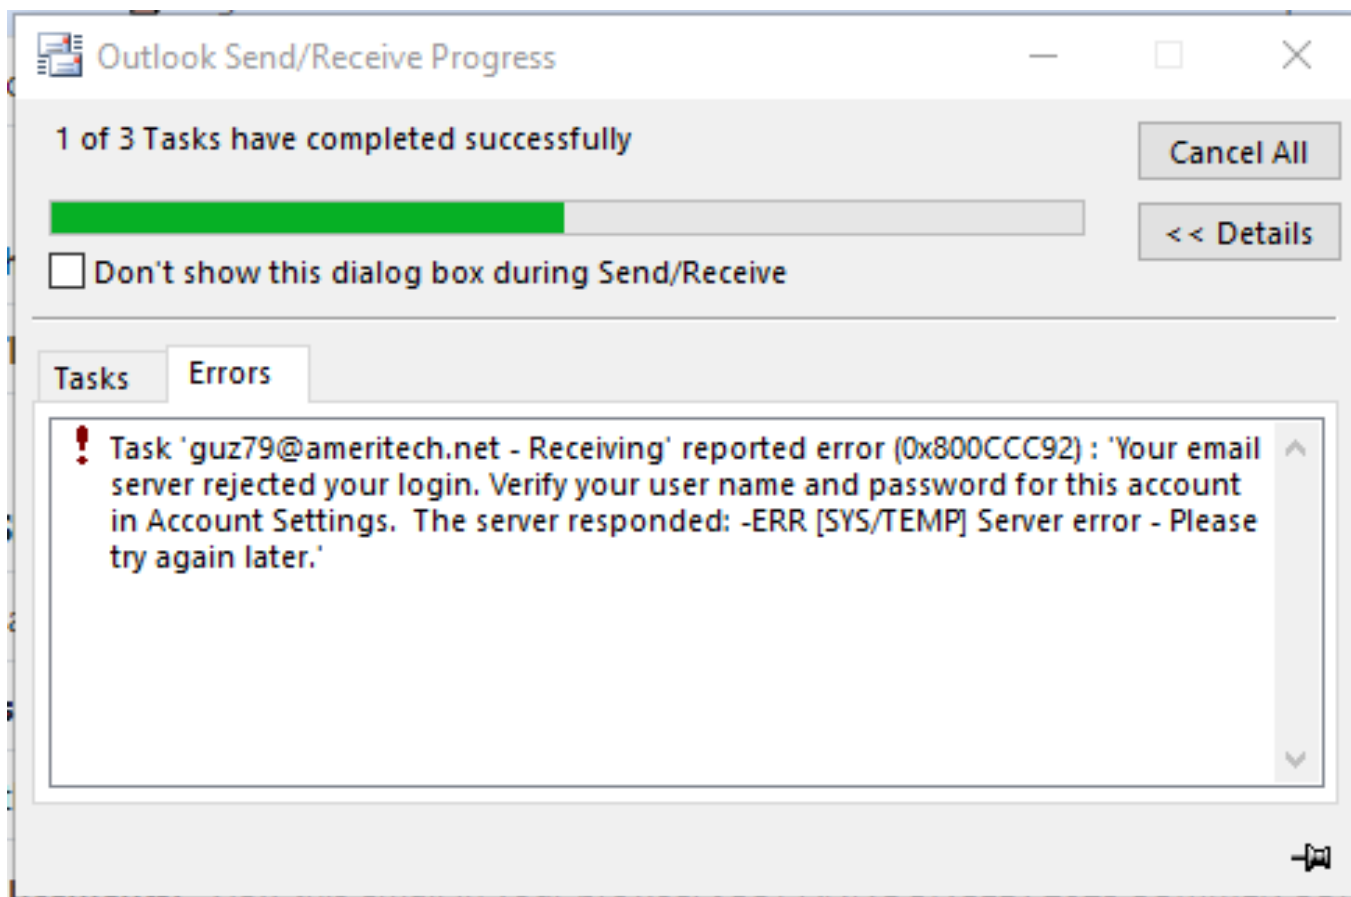 Outlook Send/Receive Progress
1 of 3 Tasks have completed successfully
Cancel All
<< Details
Don't show this dialog box during Send/Receive
Tasks
Errors
Task 'guz79@ameritech.net - Receiving' reported error (0x800CCC92) : 'Your email
server rejected your login. Verify your user name and password for this account
in Account Settings.  The server responded: -ERR [SYS/TEMP] Server error - Please
try again later.'